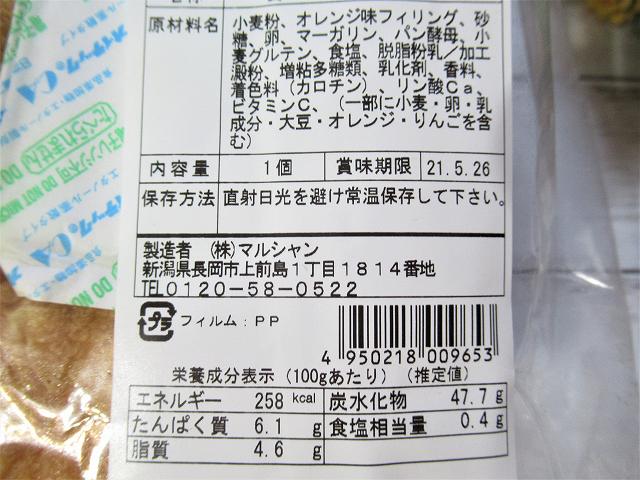 原材料名
小麦粉、オレンジ味フィリング、砂
糖、卵、マーガリン、パン酵母、小
麦グルテン、食塩、脱脂粉乳/加工
澱粉、増粘多糖類、乳化剤、香料、
着色料(カロチン)、リン酸Ca、
ビタミンC、(一部に小麦・卵・乳
成分・大豆・オレンジ・りんごを含
む)
内容量 1個 賞味期限 21.5.26
保存方法 直射日光を避け常温保存して下さい。
製造者 (株)マルシャン
新潟県長岡市上前島1丁目1814番地
TEL0120-58-0522
プラ フィルム:PP
4 950218 009653
栄養成分表示(100gあたり)(推定値)
エネルギー 258 kcal 炭水化物 47.7 g
たんぱく質 6.1 g 食塩相当量 0.4 g
脂質 4.6 g